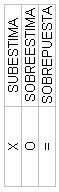 X SUBESTIMA
O SOBREESTIMA
= SOBREPUESTA